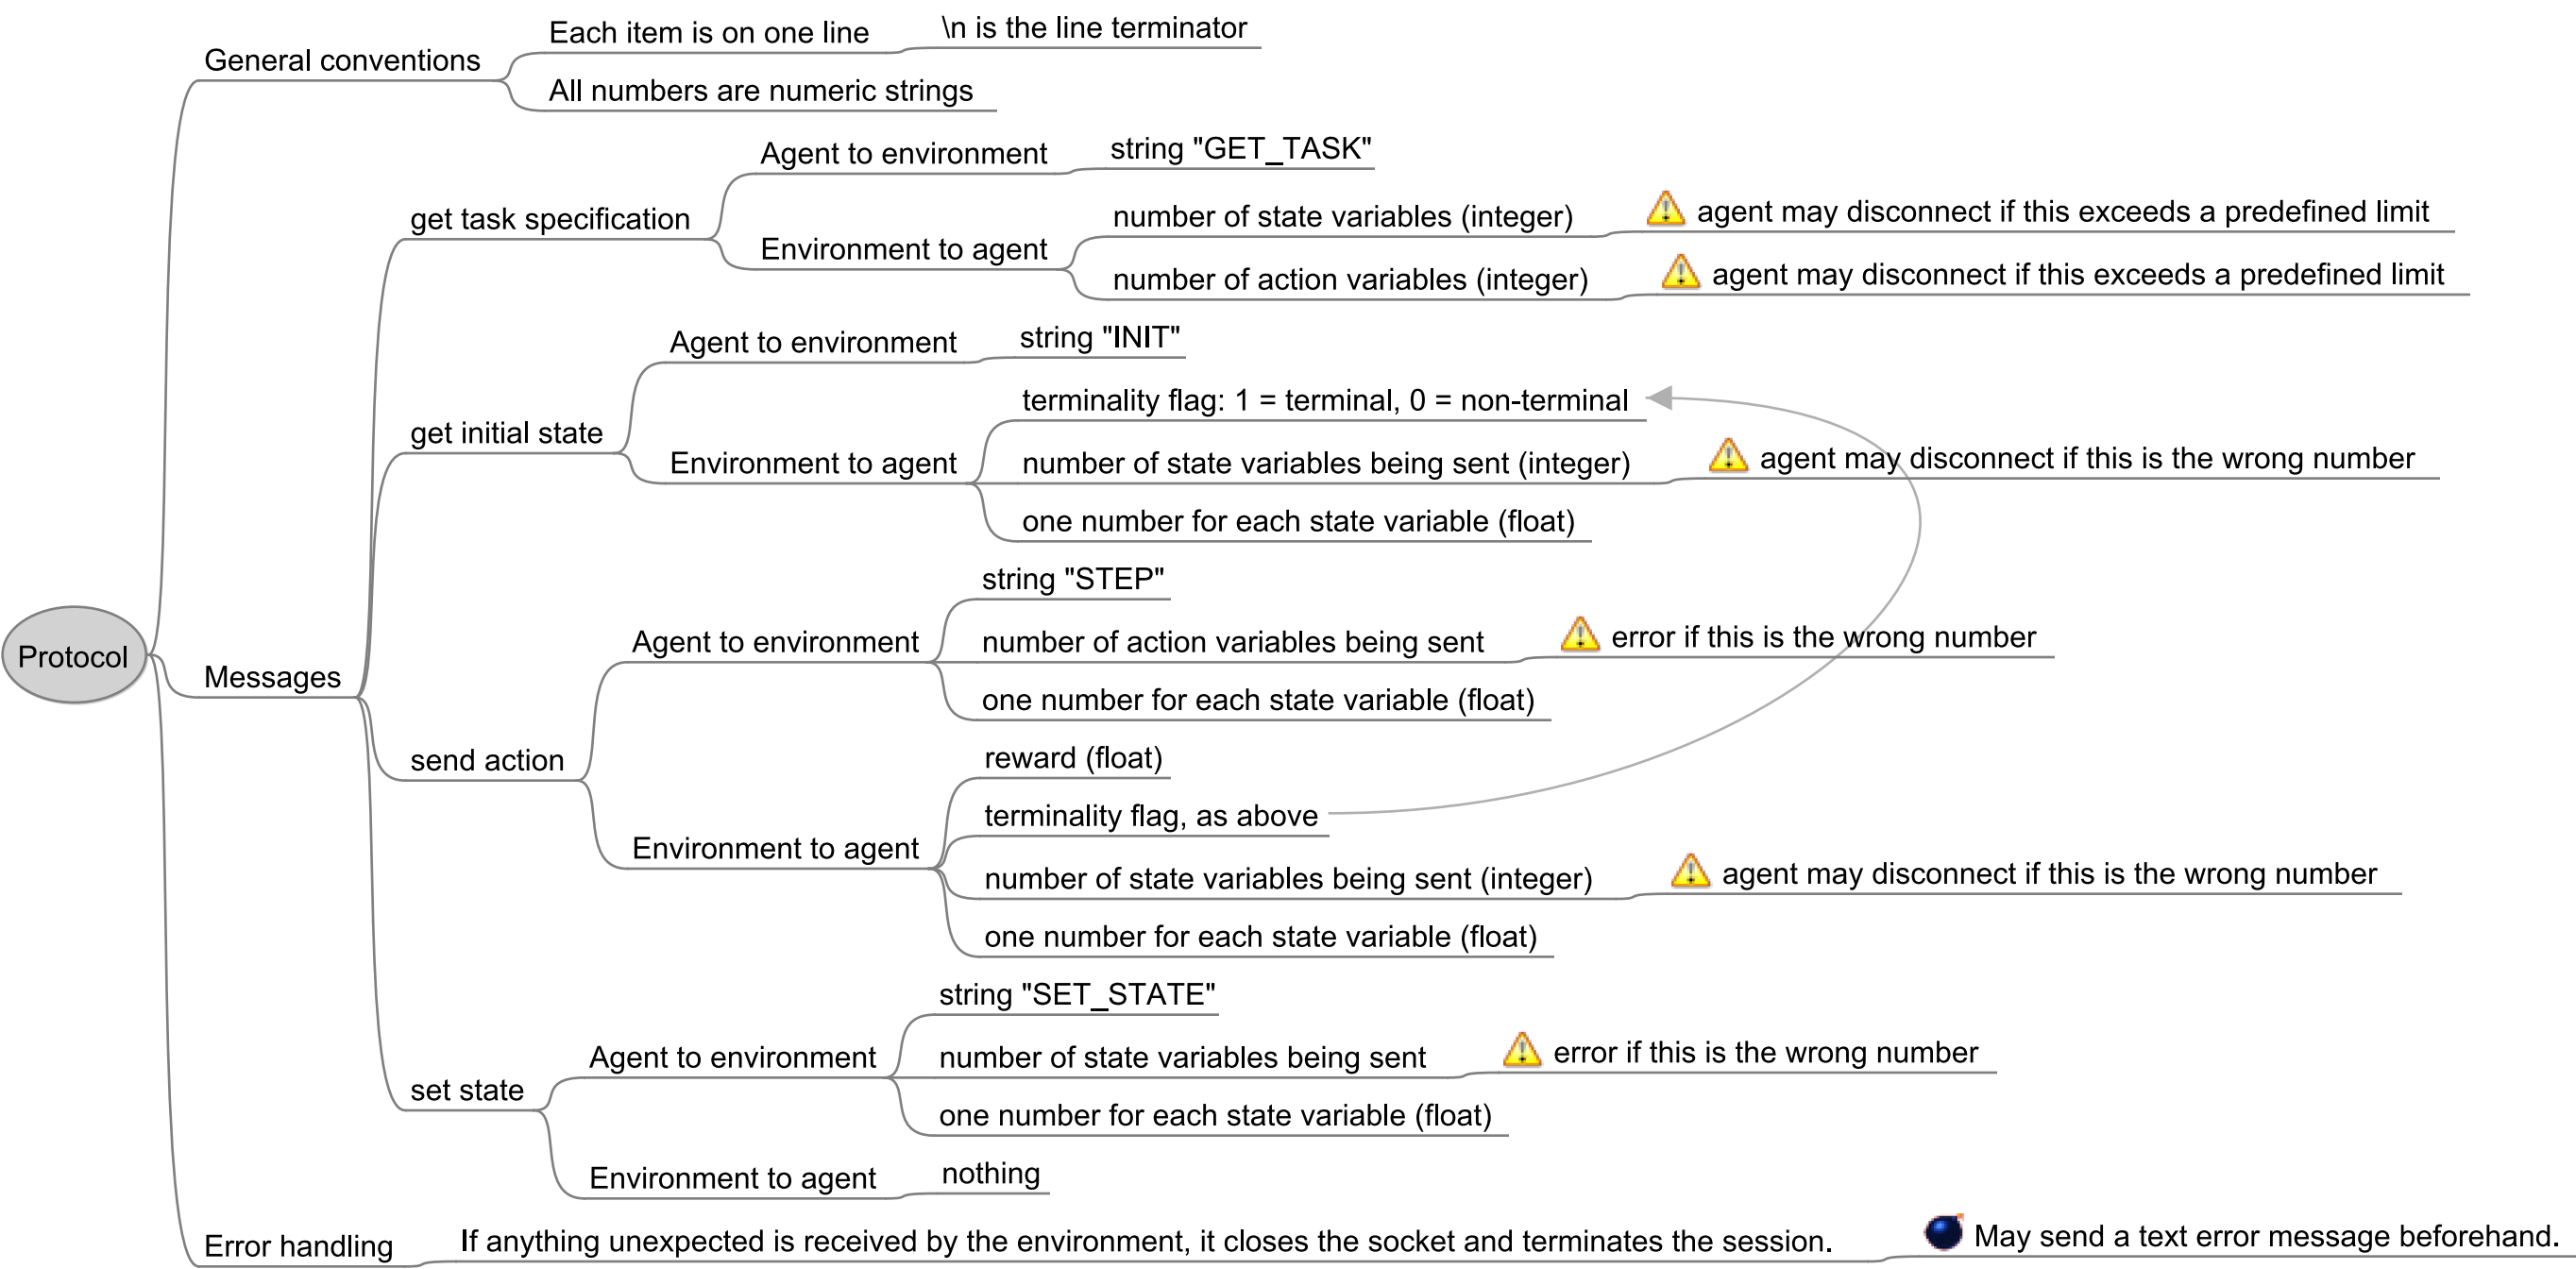 Protocol
General conventions
Each item is on one line
\n is the line terminator
All numbers are numeric strings
Messages
get task specification
Agent to environment
string "GET_TASK"
Environment to agent
number of state variables (integer)
agent may disconnect if this exceeds a predefined limit
number of action variables (integer)
agent may disconnect if this exceeds a predefined limit
get initial state
Agent to environment
string "INIT"
Environment to agent
terminality flag: 1 = terminal, 0 = non-terminal
number of state variables being sent (integer)
agent may disconnect if this is the wrong number
one number for each state variable (float)
send action
Agent to environment
string "STEP"
number of action variables being sent
error if this is the wrong number
one number for each state variable (float)
Environment to agent
reward (float)
terminality flag, as above
number of state variables being sent (integer)
agent may disconnect if this is the wrong number
one number for each state variable (float)
set state
Agent to environment
string "SET_STATE"
number of state variables being sent
error if this is the wrong number
one number for each state variable (float)
Environment to agent
nothing
Error handling
If anything unexpected is received by the environment, it closes the socket and terminates the session.
May send a text error message beforehand.